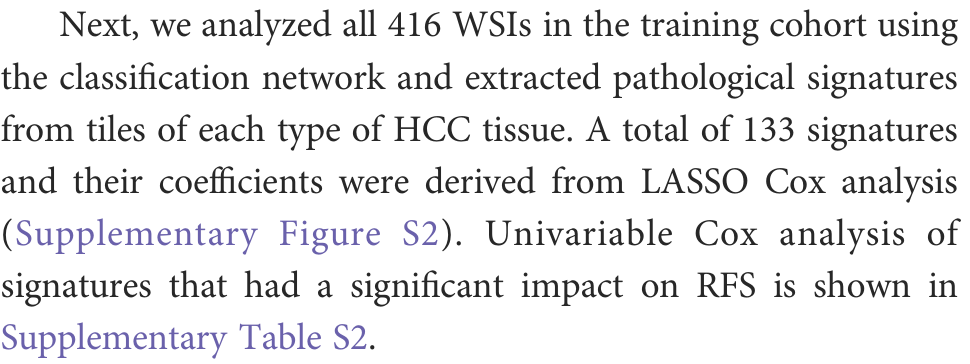 Next, we analyzed all 416 WSIs in the training cohort using
the classification network and extracted pathological signatures
from tiles of each type of HCC tissue. A total of 133 signatures
and their coefficients were derived from LASSO Cox analysis
(Supplementary Figure S2). Univariable Cox analysis of
signatures that had a significant impact on RFS is shown in
Supplementary Table S2.